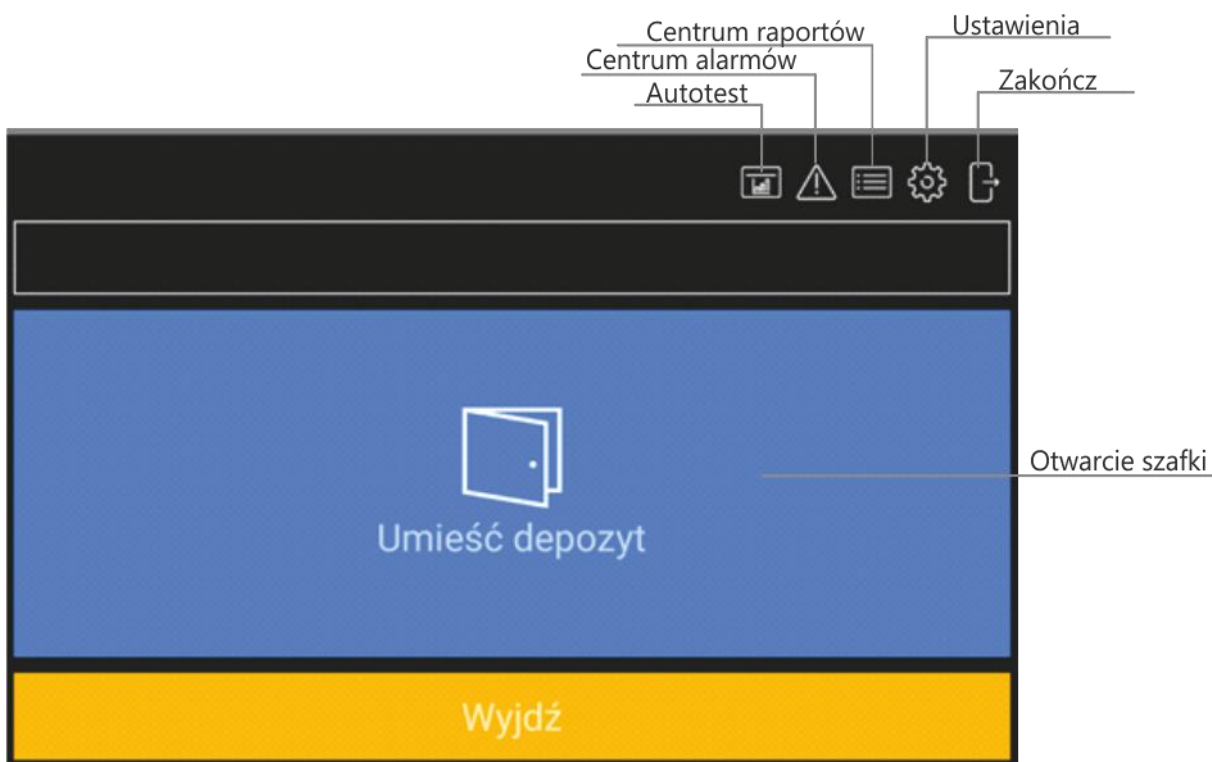 Ustawienia
Centrum raportów
Centrum alarmów
Zakończ
Autotest
Otwarcie szafki
Umieść depozyt
Wyjdź